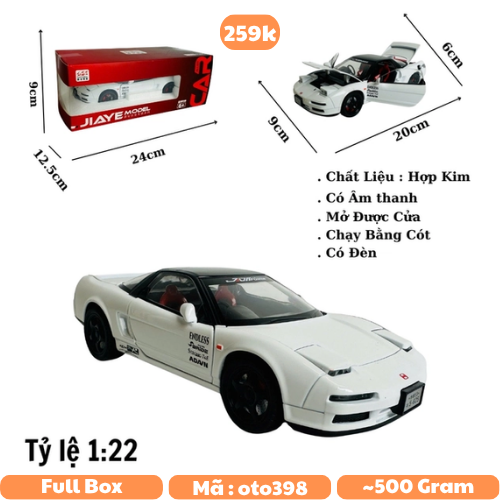 259k
9cm
JIAYE MODEL
CAR
12.5cm
24cm
6cm
9cm
20cm
. Chất Liệu : Hợp Kim
. Có Âm thanh
. Mở Được Cửa
. Chạy Bằng Cót
. Có Đèn
ENDLESS
ADVAN
Tỷ lệ 1:22
Full Box
Mã : oto398
~500 Gram